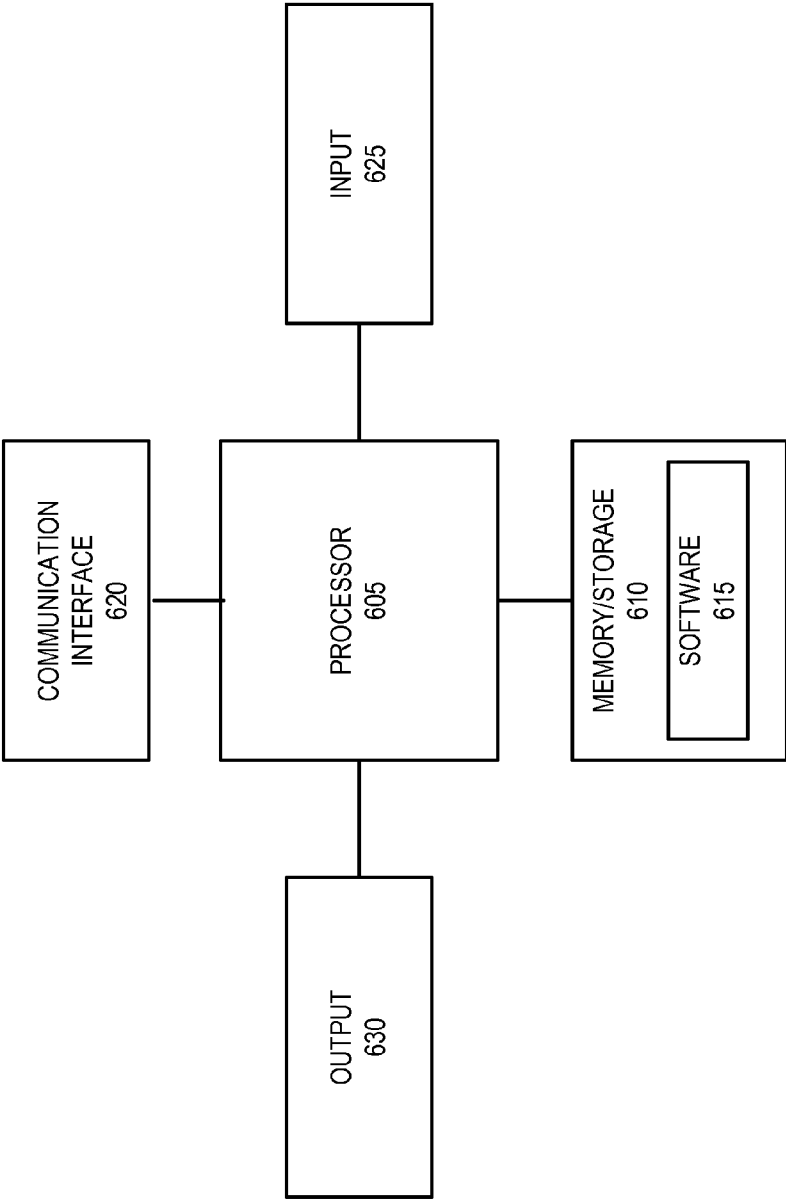 COMMUNICATION
INTERFACE
620
OUTPUT
630
PROCESSOR
605
INPUT
625
MEMORY/STORAGE
610
SOFTWARE
615